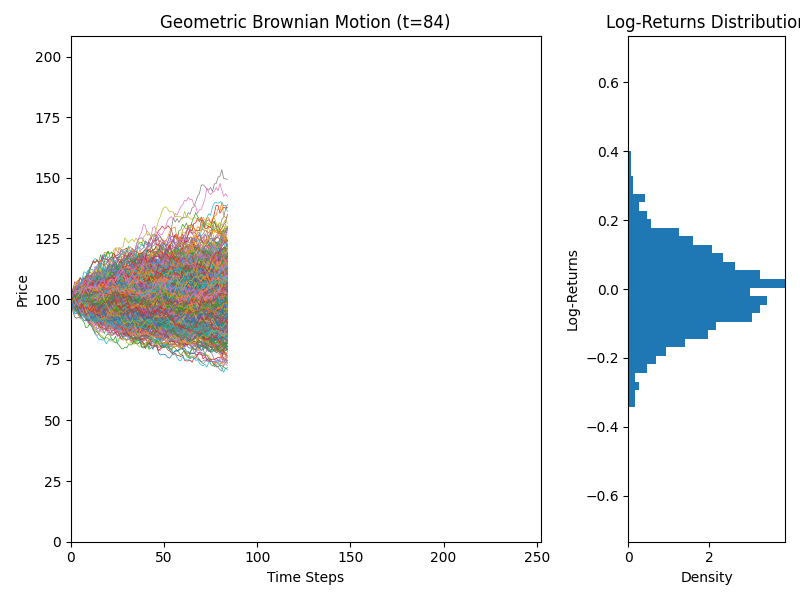 Geometric Brownian Motion (t=84)
200
175
150
125
100
75
50
25
0
Price
0 50 100 150 200 250
Time Steps
Log-Returns Distribution
0.6
0.4
0.2
0.0
−0.2
−0.4
−0.6
Log-Returns
0 2
Density